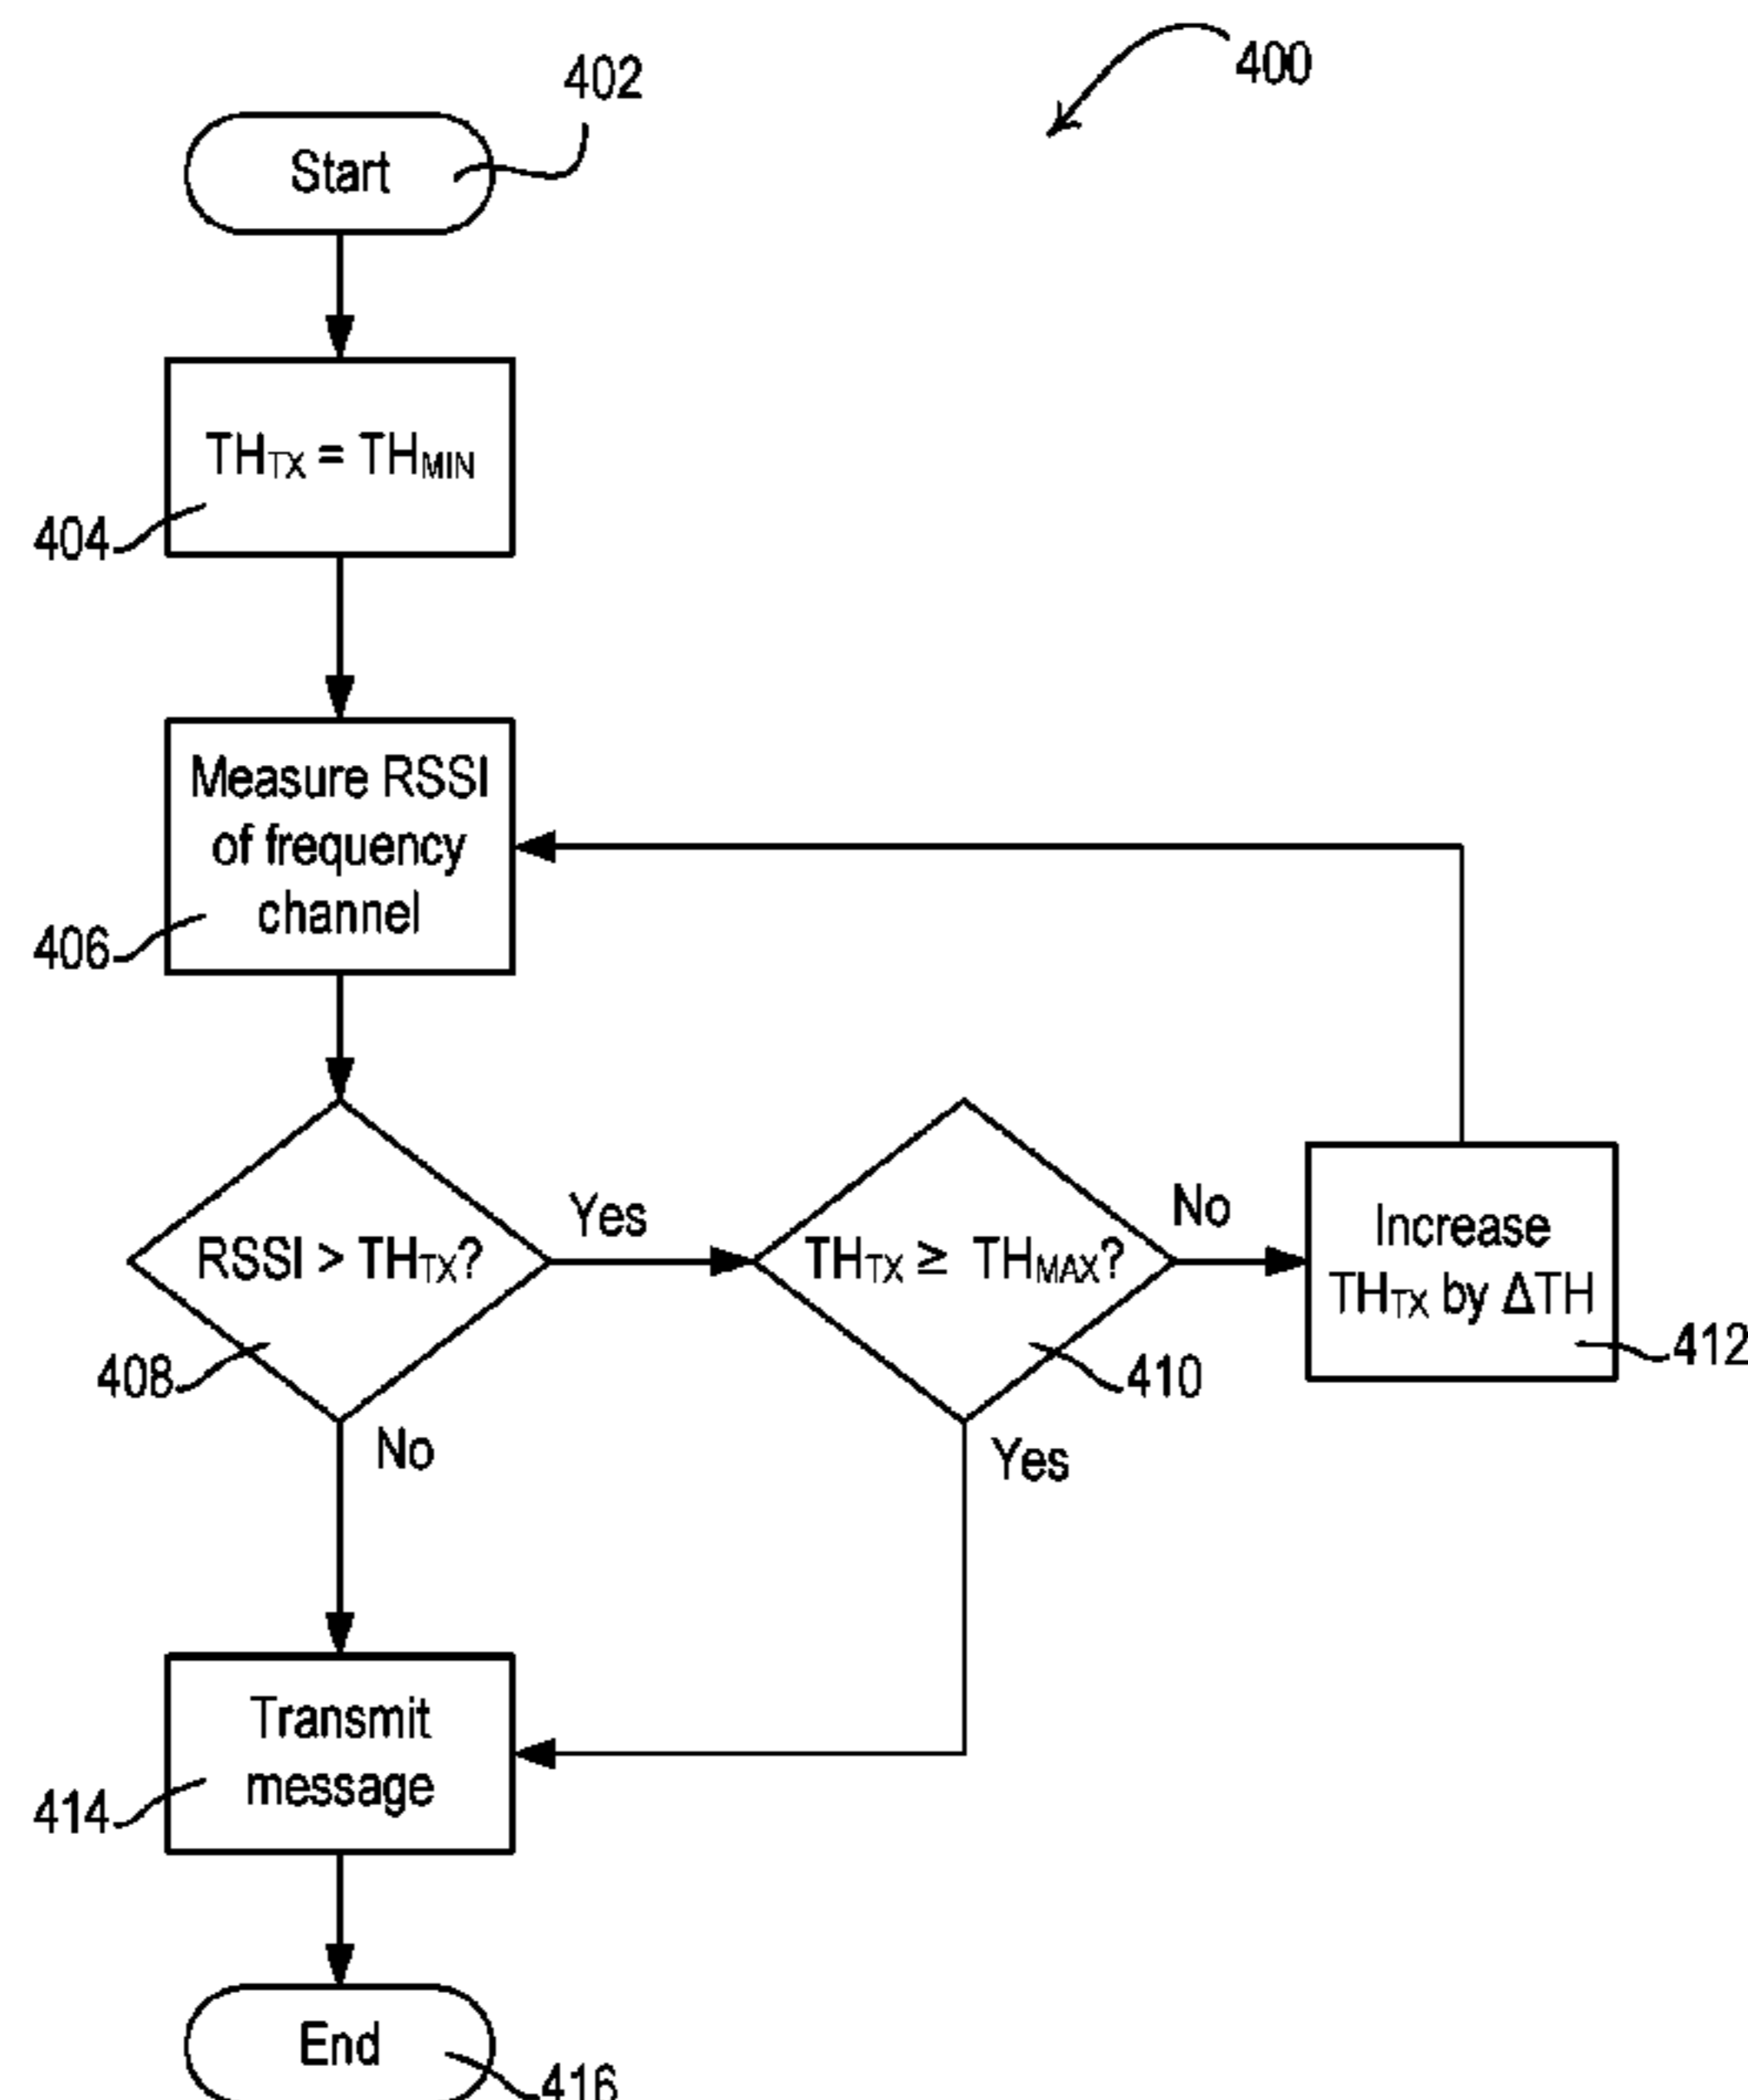 400
402
Start
TH_TX = TH_MIN
404
Measure RSSI
of frequency
channel
406
RSSI > TH_TX?
408
Yes
No
TH_TX ≥ TH_MAX?
410
No
Yes
Increase
TH_TX by ΔTH
412
Transmit
message
414
End
416